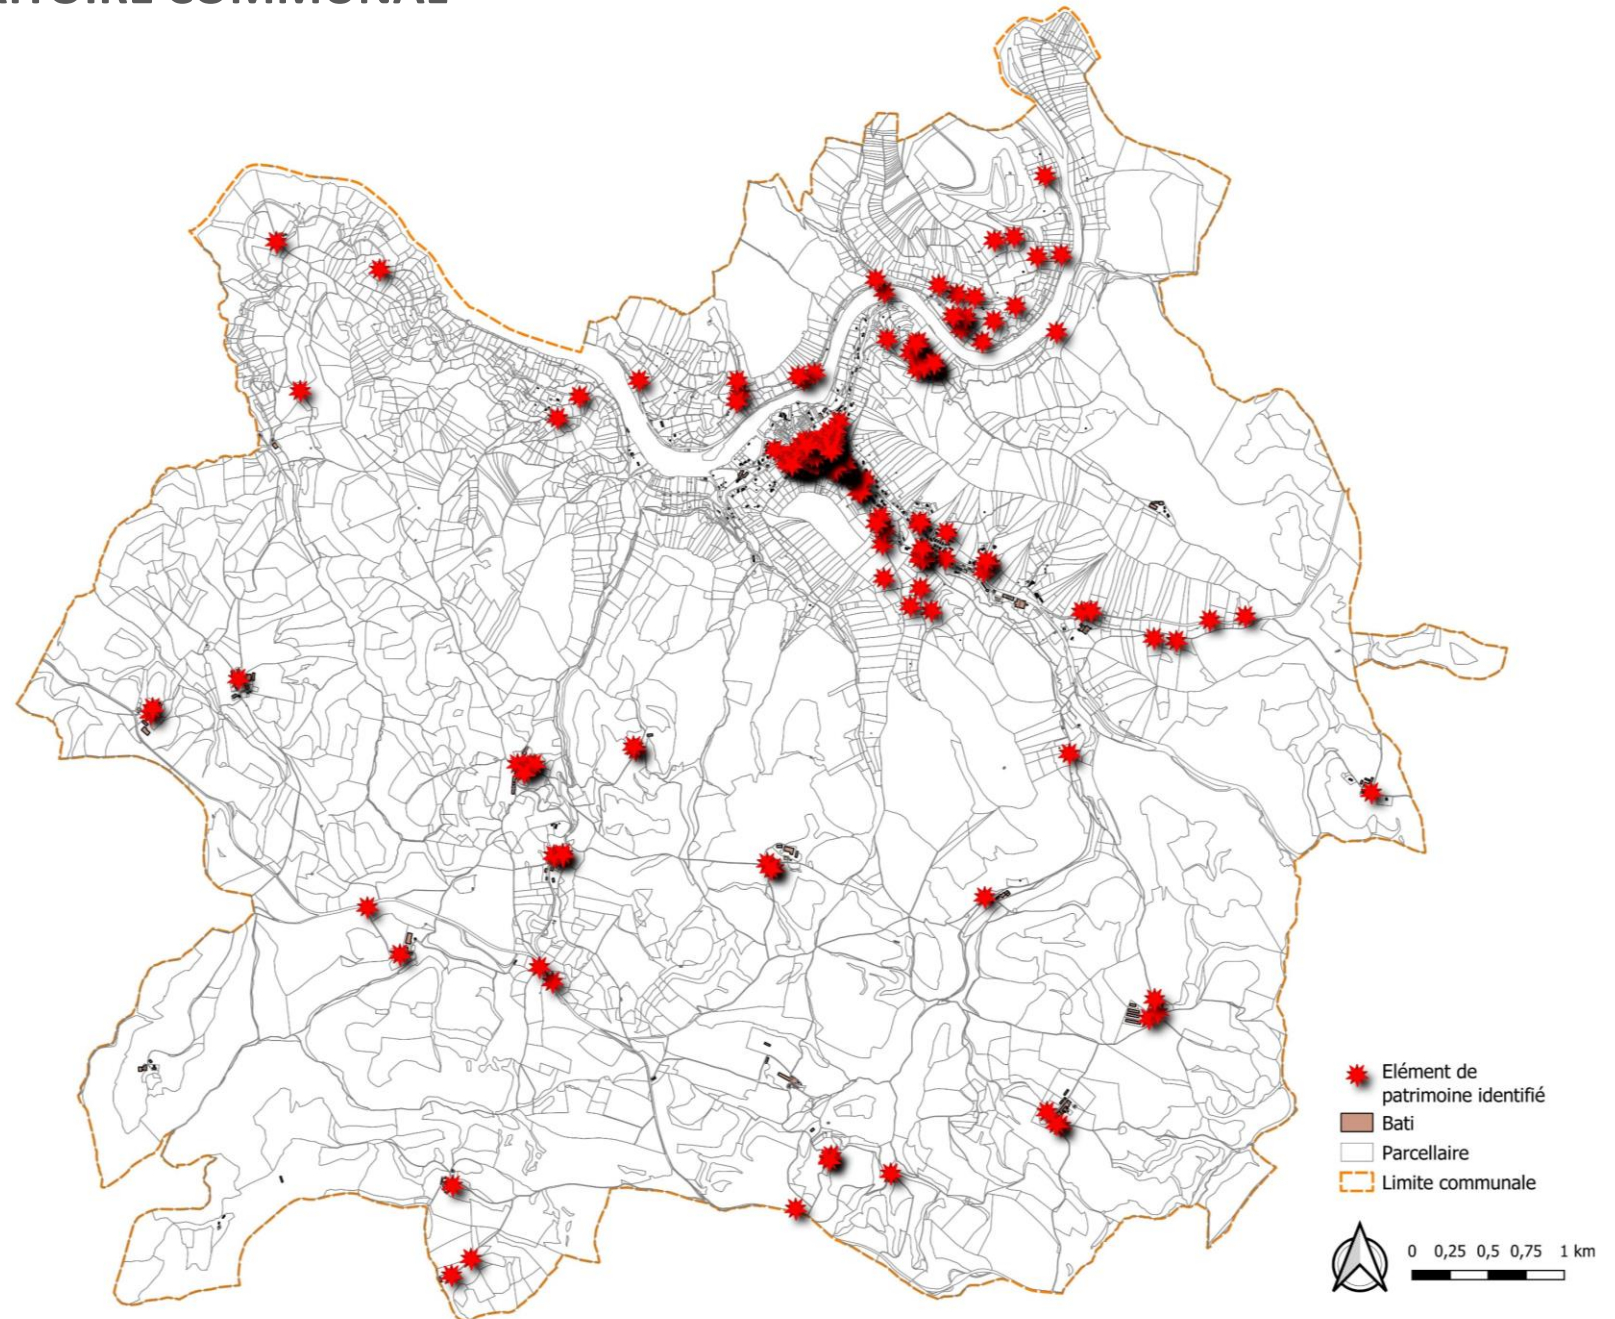 Elément de
patrimoine identifié
Bati
Parcellaire
Limite communale
0 0,25 0,5 0,75 1 km